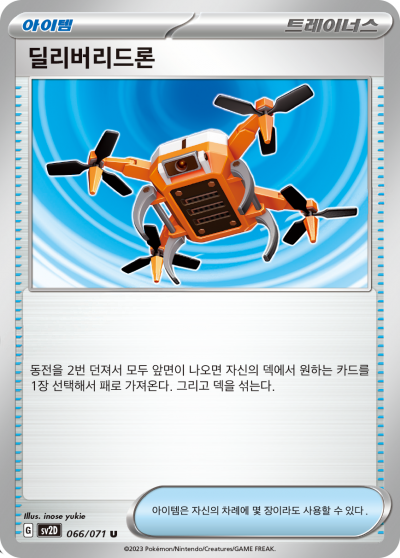 아이템
트레이너스
딜리버리드론
동전을 2번 던져서 모두 앞면이 나오면 자신의 덱에서 원하는 카드를
1장 선택해서 패로 가져온다. 그리고 덱을 섞는다.
Illus. inose yukie
G SV2D 066/071 U
아이템은 자신의 차례에 몇 장이라도 사용할 수 있다.
©2023 Pokémon/Nintendo/Creatures/GAME FREAK.